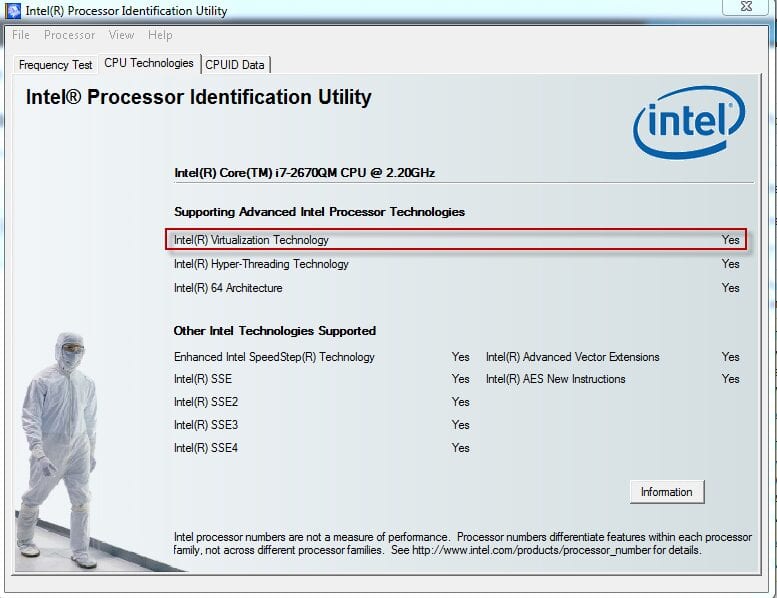 Intel(R) Processor Identification Utility
File Processor View Help
Frequency Test CPU Technologies CPUID Data
Intel® Processor Identification Utility
intel®
Intel(R) Core(TM) i7-2670QM CPU @ 2.20GHz
Supporting Advanced Intel Processor Technologies
Intel(R) Virtualization Technology Yes
Intel(R) Hyper-Threading Technology Yes
Intel(R) 64 Architecture Yes
Other Intel Technologies Supported
Enhanced Intel SpeedStep(R) Technology Yes Intel(R) Advanced Vector Extensions Yes
Intel(R) SSE Yes Intel(R) AES New Instructions Yes
Intel(R) SSE2 Yes
Intel(R) SSE3 Yes
Intel(R) SSE4 Yes
Information
Intel processor numbers are not a measure of performance. Processor numbers differentiate features within each processor
family, not across different processor families. See http://www.intel.com/products/processor_number for details.